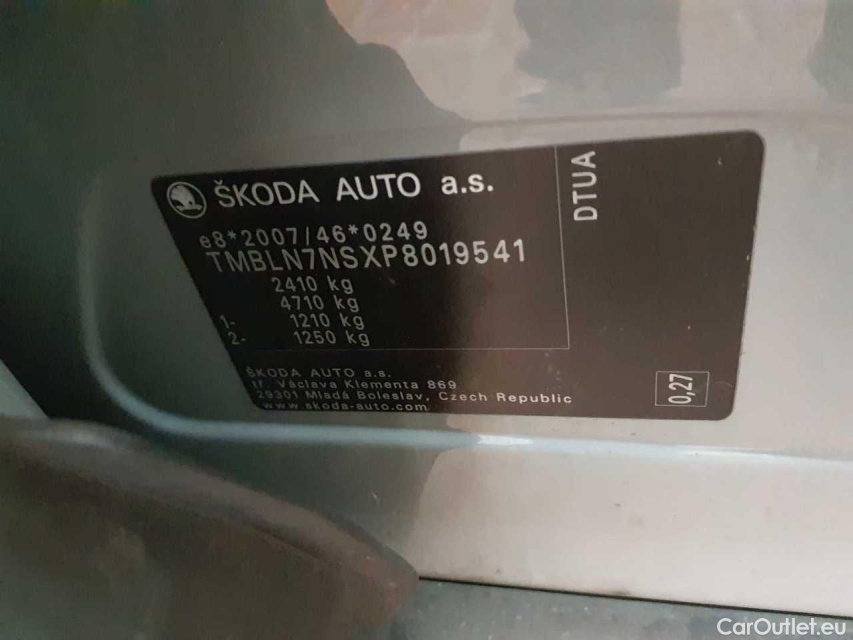 ŠKODA AUTO a.s.
DTUA
e8*2007/46*0249
TMBLN7NSXP8019541
2410 kg
4710 kg
1- 1210 kg
2- 1250 kg
ŠKODA AUTO a.s.
tř. Václava Klementa 869
29301 Mladá Boleslav, Czech Republic
www.skoda-auto.com
0,27
CarOutlet.eu